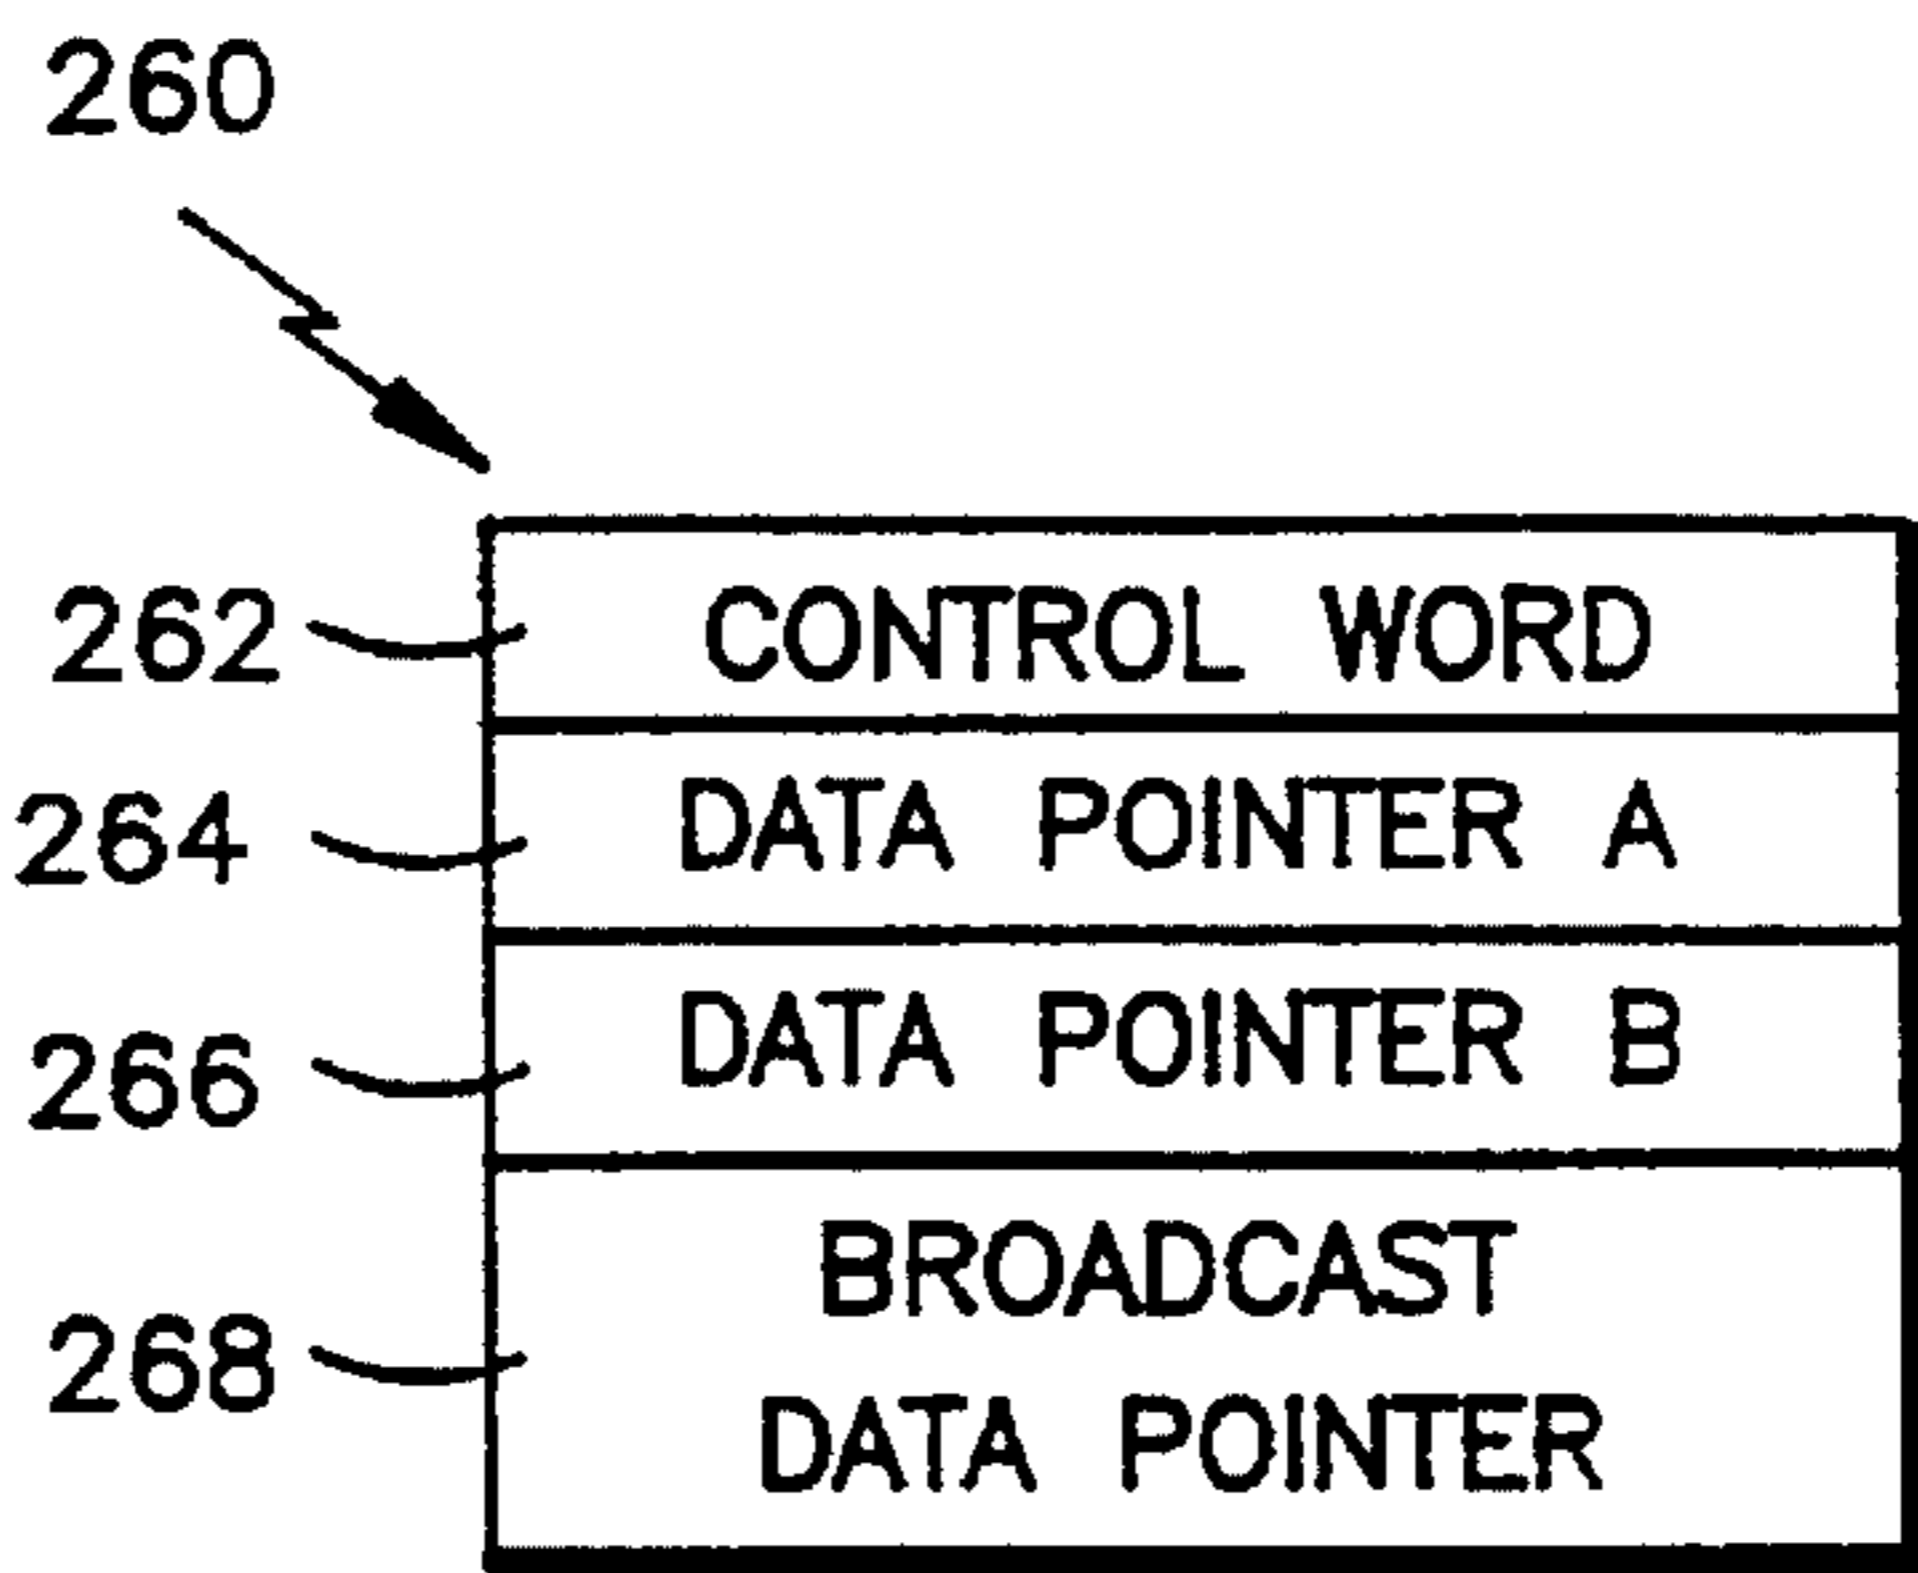 260
262 CONTROL WORD
264 DATA POINTER A
266 DATA POINTER B
BROADCAST
268
DATA POINTER